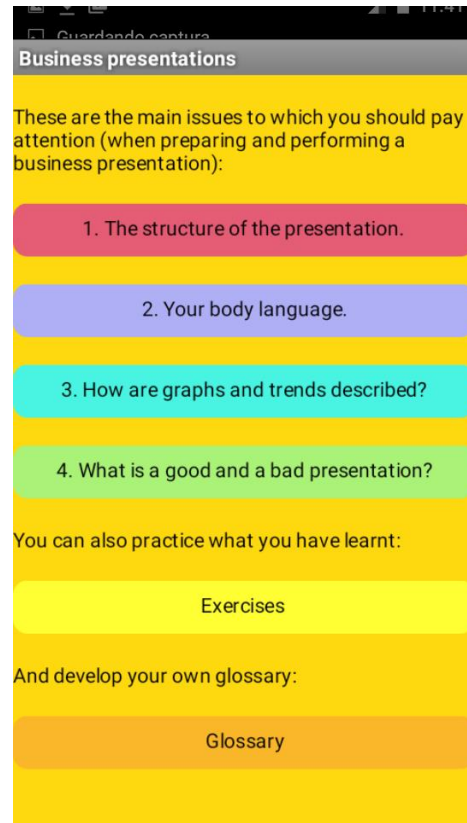 11:41
Guardando captura
Business presentations
These are the main issues to which you should pay
attention (when preparing and performing a
business presentation):
1. The structure of the presentation.
2. Your body language.
3. How are graphs and trends described?
4. What is a good and a bad presentation?
You can also practice what you have learnt:
Exercises
And develop your own glossary:
Glossary